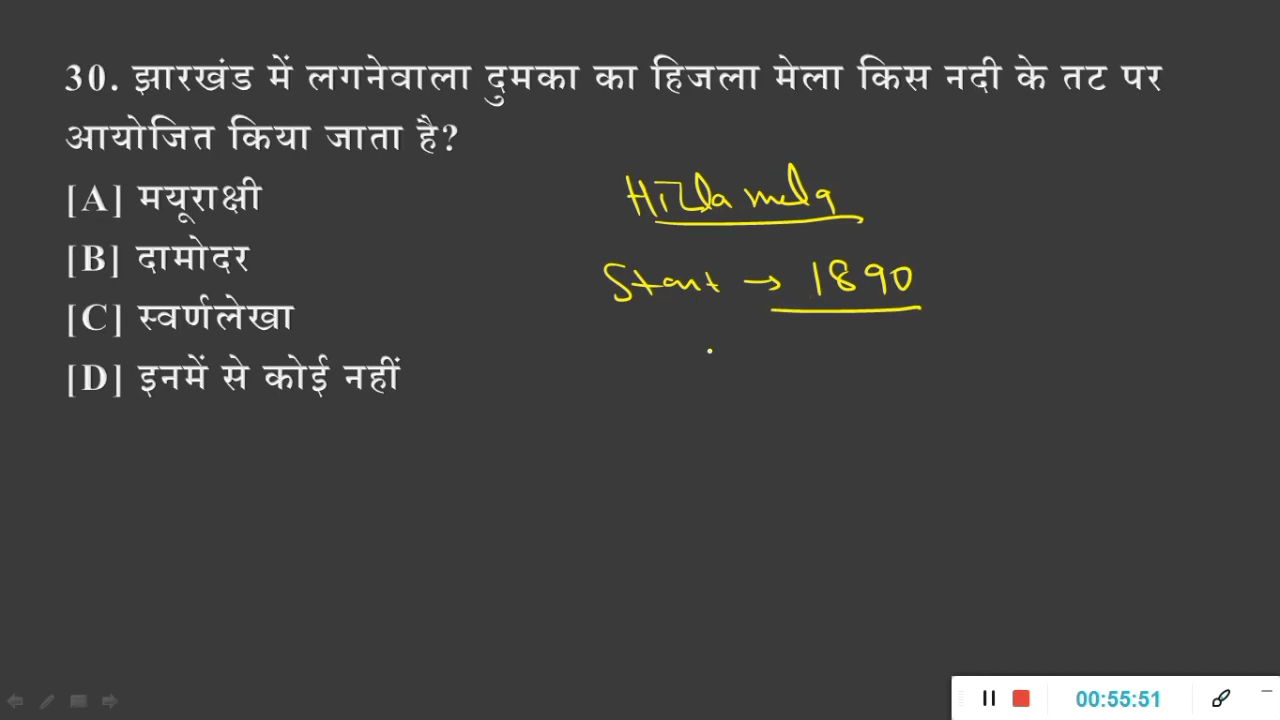 30. झारखंड में लगनेवाला दुमका का हिजला मेला किस नदी के तट पर
आयोजित किया जाता है?
[A] मयूराक्षी
[B] दामोदर
[C] स्वर्णलेखा
[D] इनमें से कोई नहीं
Hizla mela
Start → 1890
00:55:51